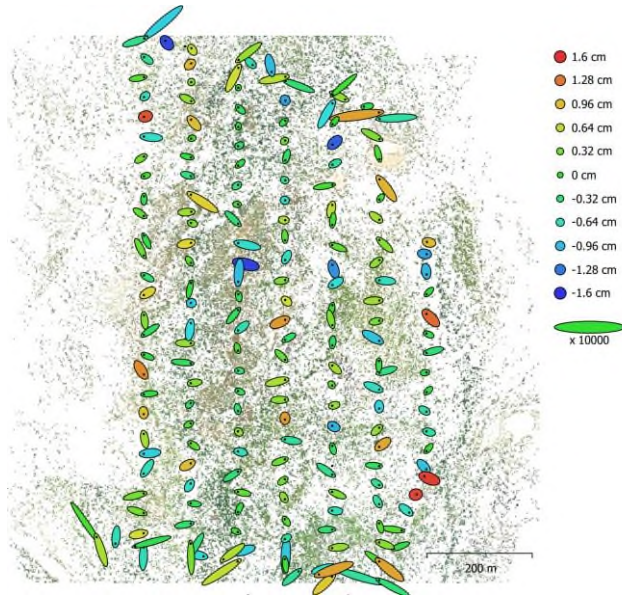 1.6 cm
1.28 cm
0.96 cm
0.64 cm
0.32 cm
0 cm
-0.32 cm
-0.64 cm
-0.96 cm
-1.28 cm
-1.6 cm
x 10000
200 m